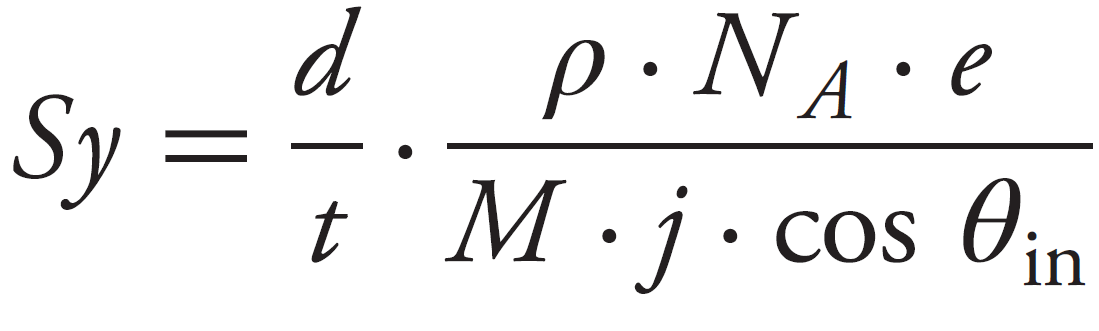 Sy = d/t · (ρ · N_A · e)/(M · j · cos θ_in)